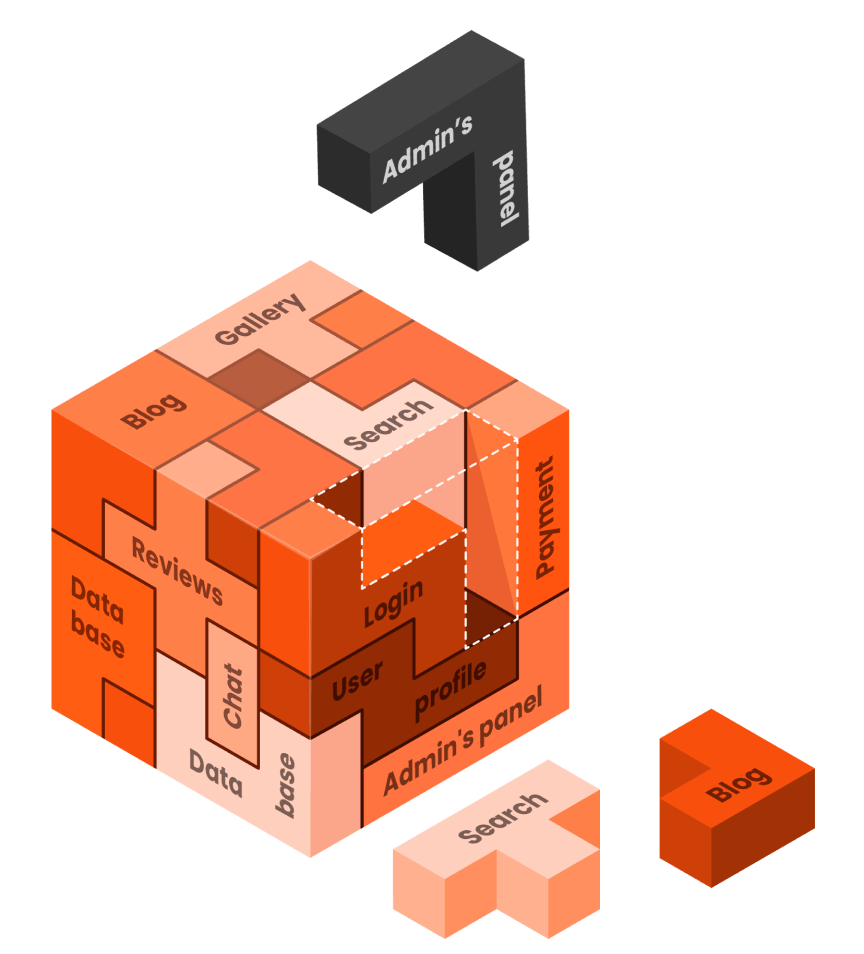 Admin's
panel
Gallery
Blog
Search
Reviews
Payment
Data
base
Login
Chat
User
profile
Admin's panel
Data
base
Search
Blog